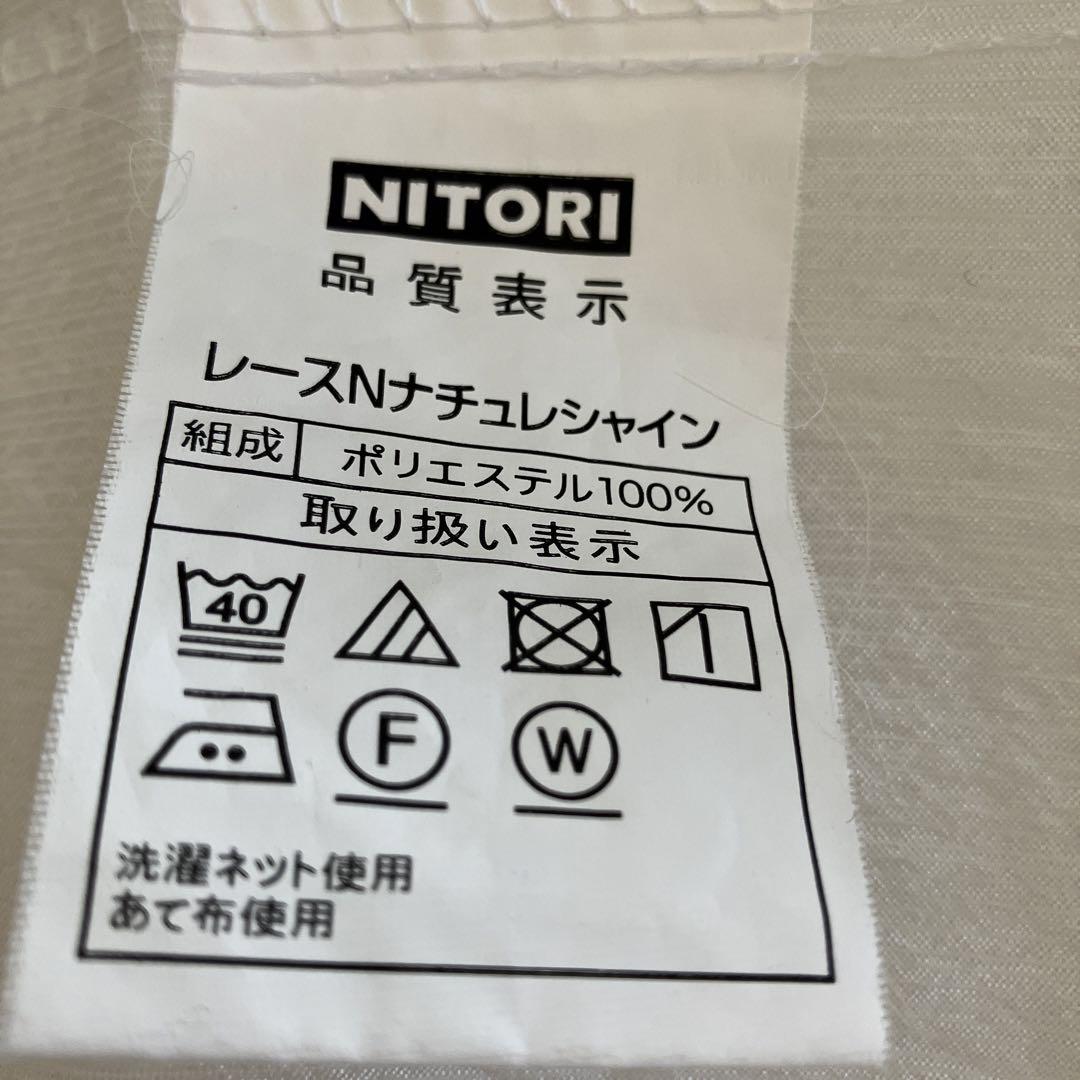 NITORI
品質表示
レースNナチュレシャイン
組成 ポリエステル100%
取り扱い表示
40
F W
洗濯ネット使用
あて布使用